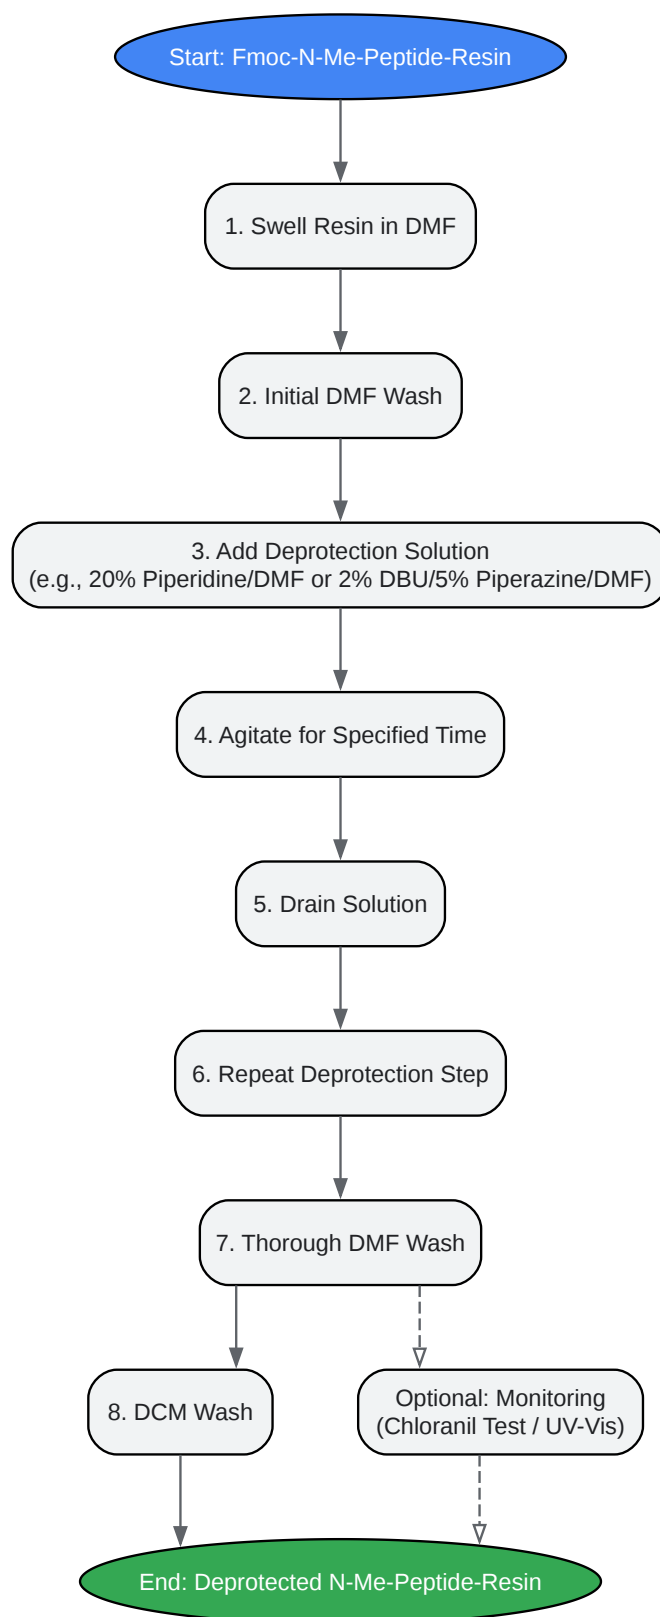 Start: Fmoc-N-Me-Peptide-Resin
1. Swell Resin in DMF
2. Initial DMF Wash
3. Add Deprotection Solution
(e.g., 20% Piperidine/DMF or 2% DBU/5% Piperazine/DMF)
4. Agitate for Specified Time
5. Drain Solution
6. Repeat Deprotection Step
7. Thorough DMF Wash
8. DCM Wash
Optional: Monitoring
(Chloranil Test / UV-Vis)
End: Deprotected N-Me-Peptide-Resin